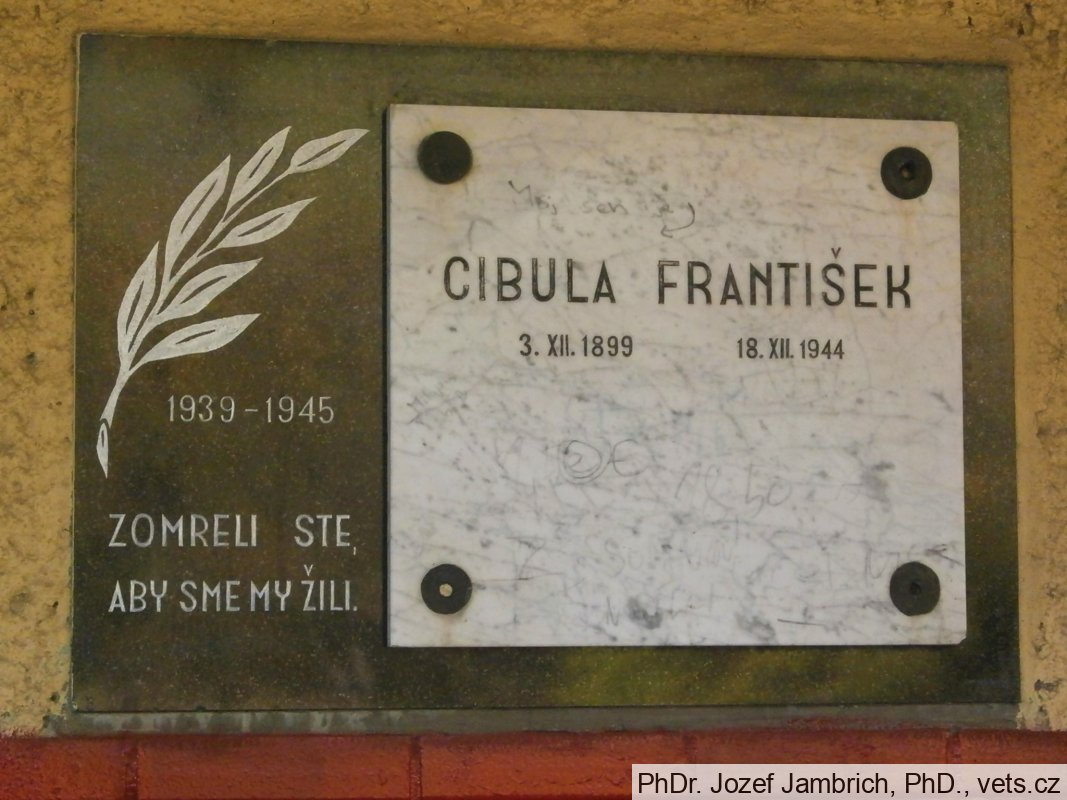 1939-1945
ZOMRELI STE,
ABY SME MY ŽILI.
CIBULA FRANTIŠEK
3. XII. 1899 18. XII. 1944
PhDr. Jozef Jambrich, PhD., vets.cz